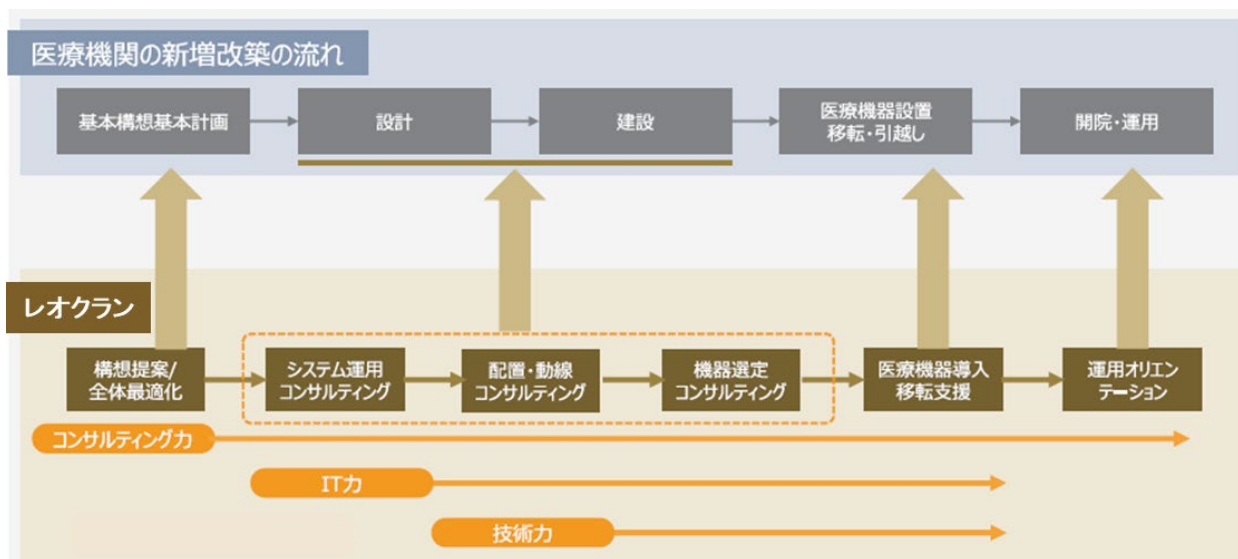 医療機関の新増改築の流れ
基本構想基本計画
設計
建設
医療機器設置
移転・引越し
開院・運用
レオクラン
構想提案/
全体最適化
システム運用
コンサルティング
配置・動線
コンサルティング
機器選定
コンサルティング
医療機器導入
移転支援
運用オリエン
テーション
コンサルティング力
IT力
技術力